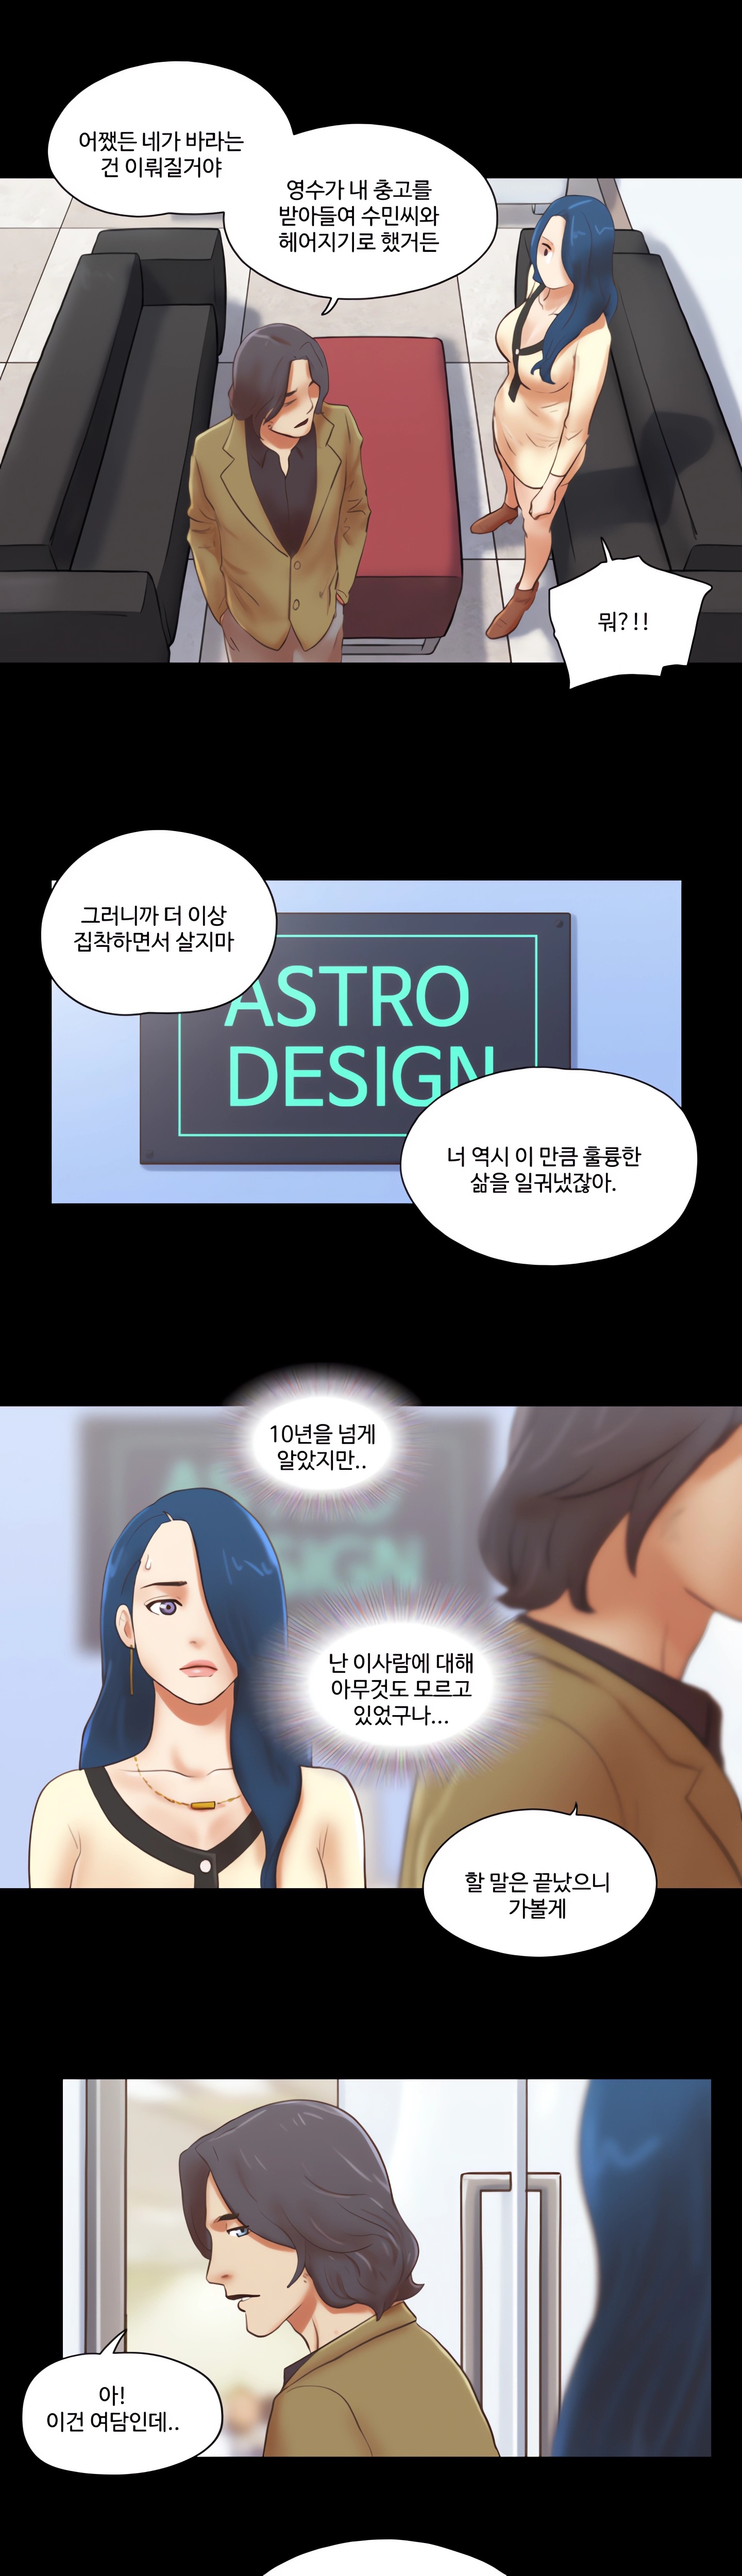 어쨌든 네가 바라는
건 이뤄질거야
영수가 내 충고를
받아들여 수민씨와
헤어지기로 했거든
뭐?!!
그러니까 더 이상
집착하면서 살지마
ASTRO
DESIGN
너 역시 이 만큼 훌륭한
삶을 일궈냈잖아.
10년을 넘게
알았지만..
난 이사람에 대해
아무것도 모르고
있었구나...
할 말은 끝났으니
가볼게
아!
이건 여담인데..